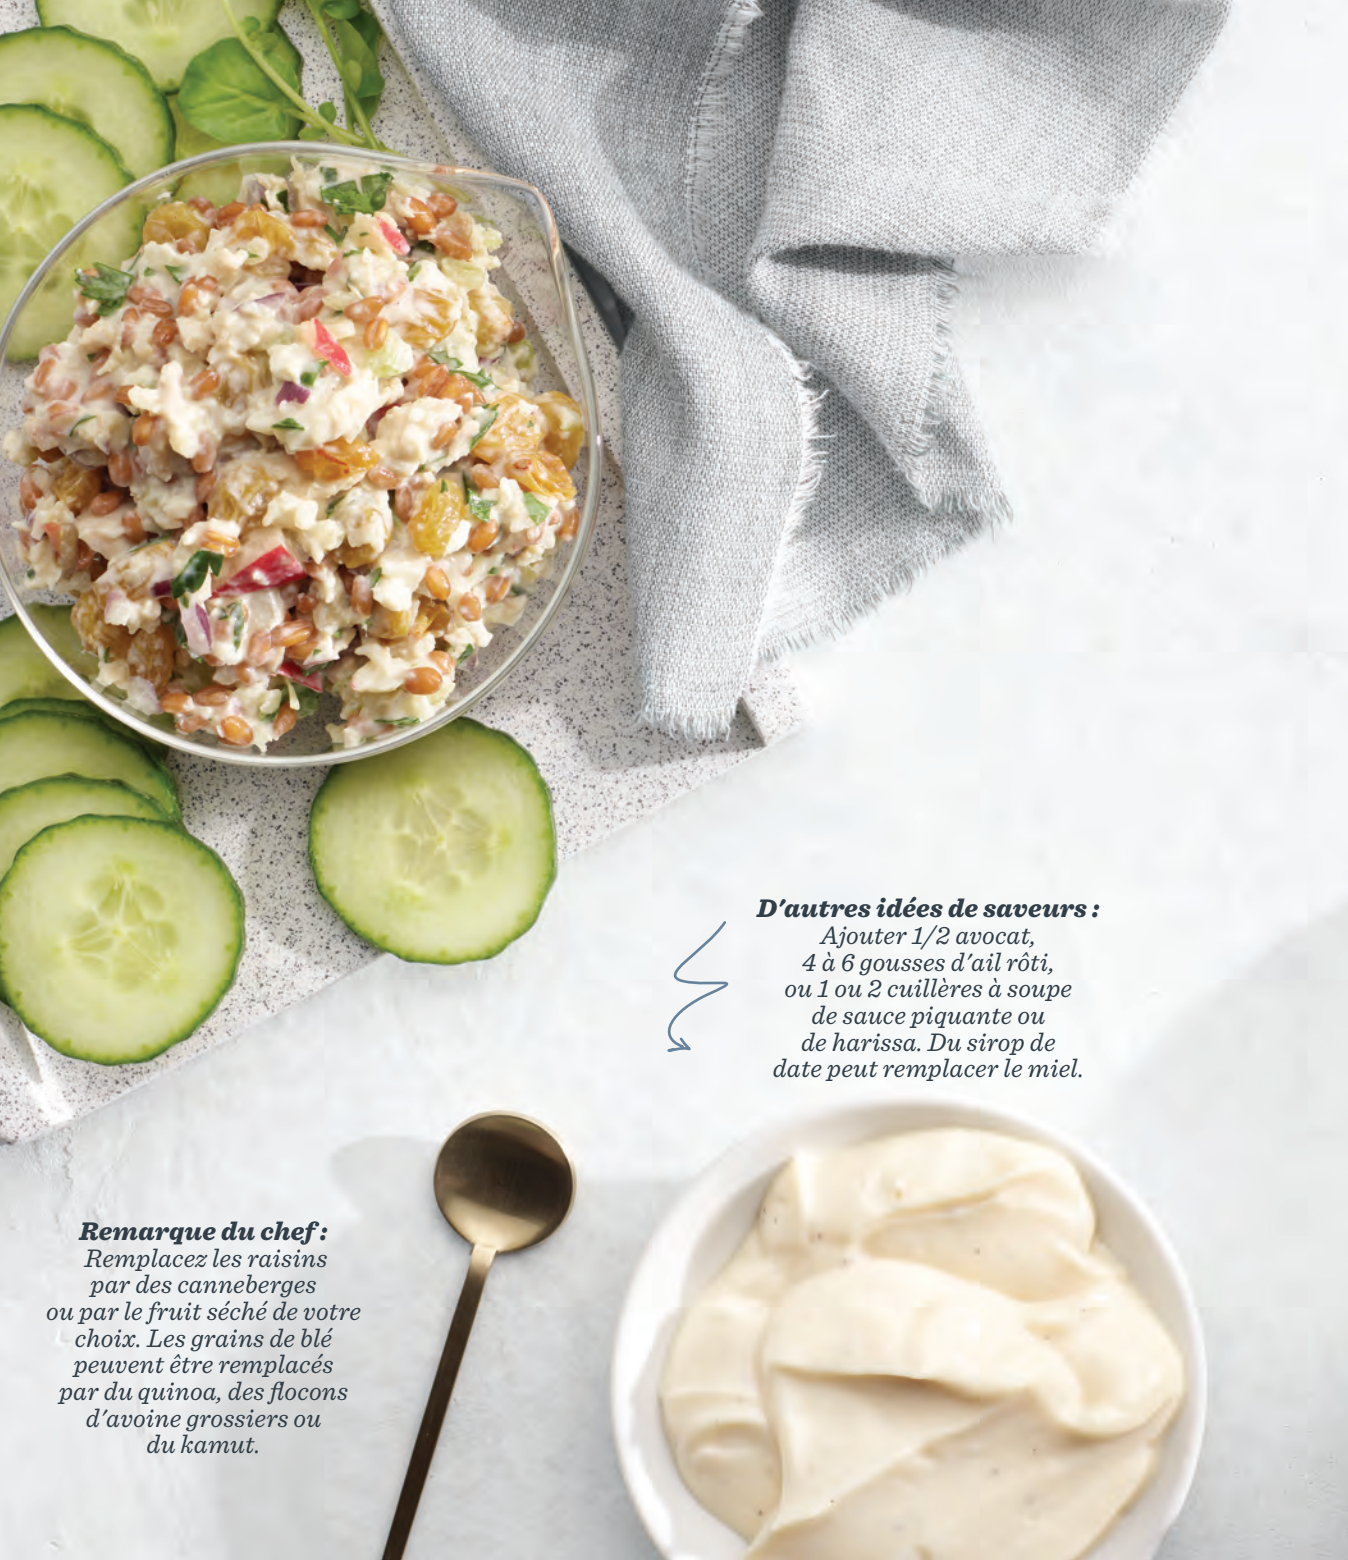 D'autres idées de saveurs :
Ajouter 1/2 avocat,
4 à 6 gousses d'ail rôti,
ou 1 ou 2 cuillères à soupe
de sauce piquante ou
de harissa. Du sirop de
date peut remplacer le miel.
Remarque du chef :
Remplacez les raisins
par des canneberges
ou par le fruit séché de votre
choix. Les grains de blé
peuvent être remplacés
par du quinoa, des flocons
d'avoine grossiers ou
du kamut.